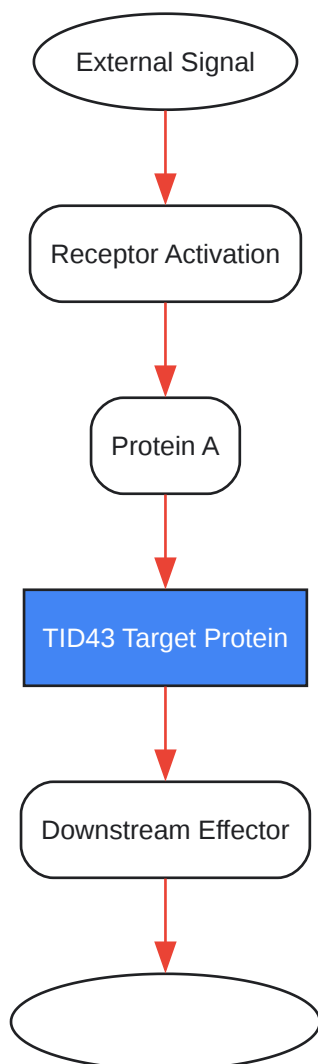 External Signal
Receptor Activation
Protein A
TID43 Target Protein
Downstream Effector